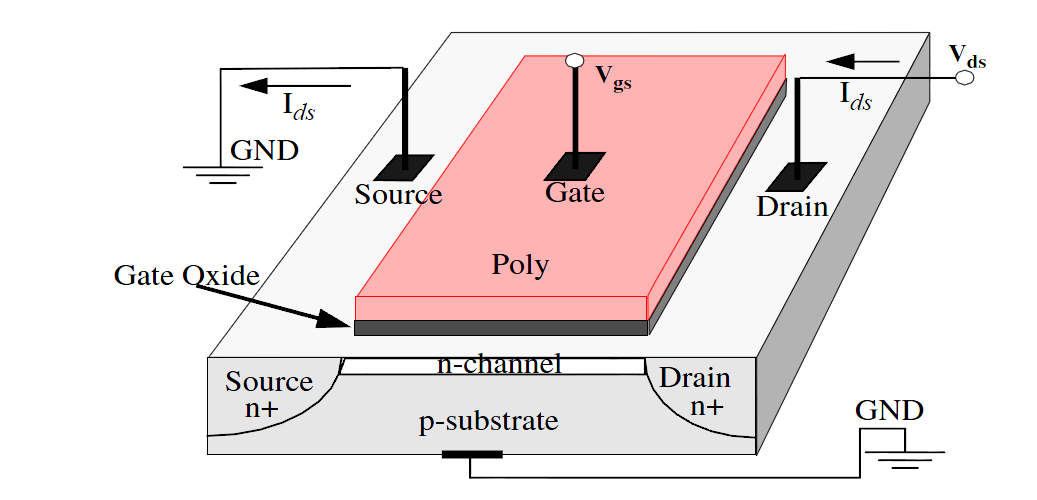 Vds
Vgs
Ids
Ids
GND
Source
Gate
Drain
Poly
Gate Oxide
n-channel
Source
n+
Drain
n+
p-substrate
GND